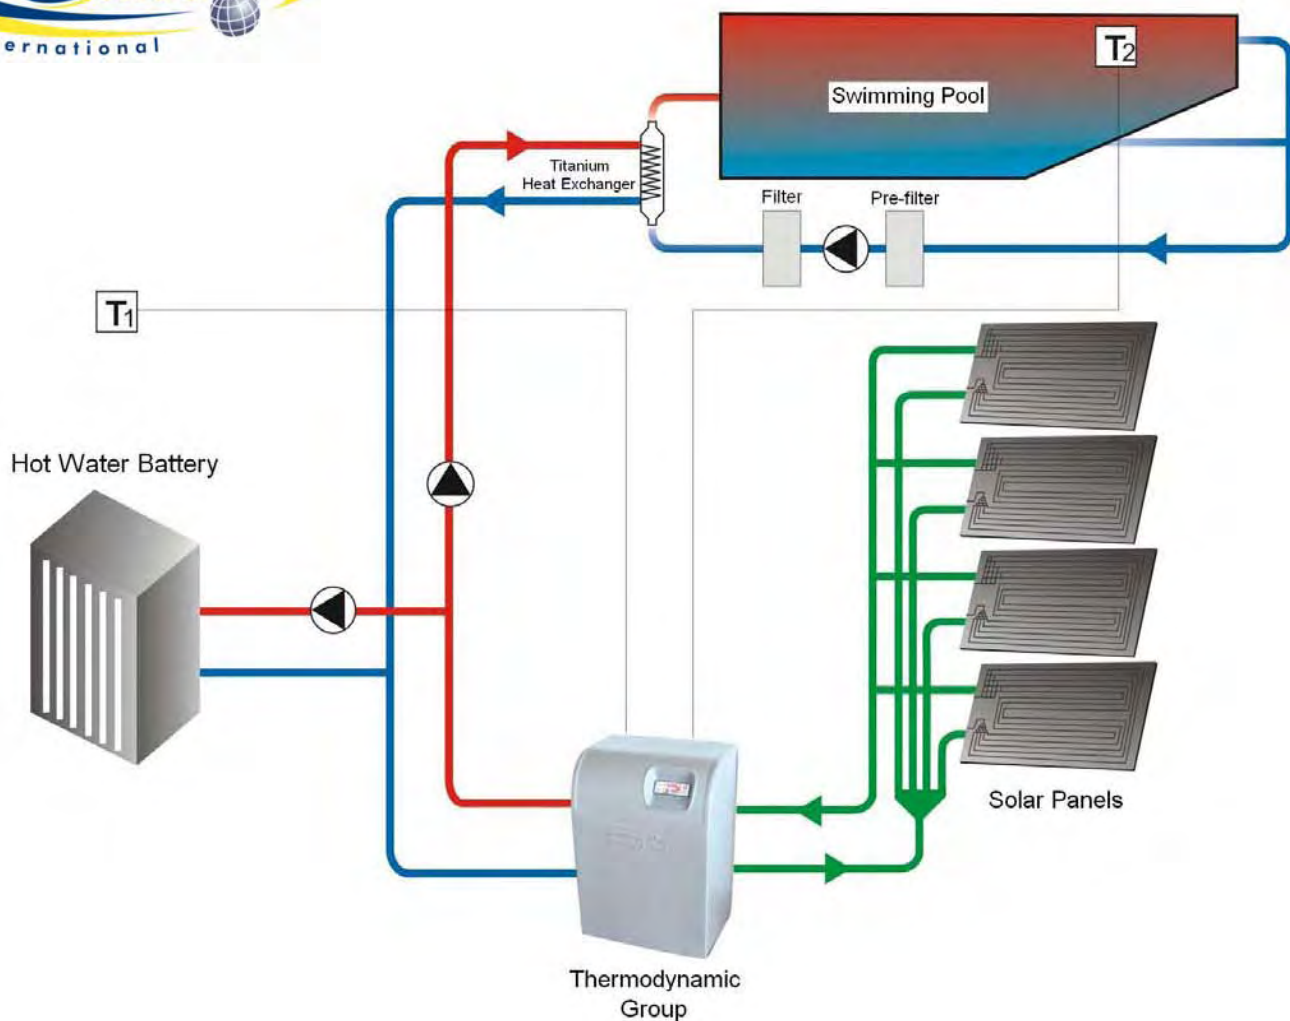 ernational
T2
Swimming Pool
Titanium
Heat Exchanger
Filter
Pre-filter
T1
Hot Water Battery
Solar Panels
Thermodynamic
Group